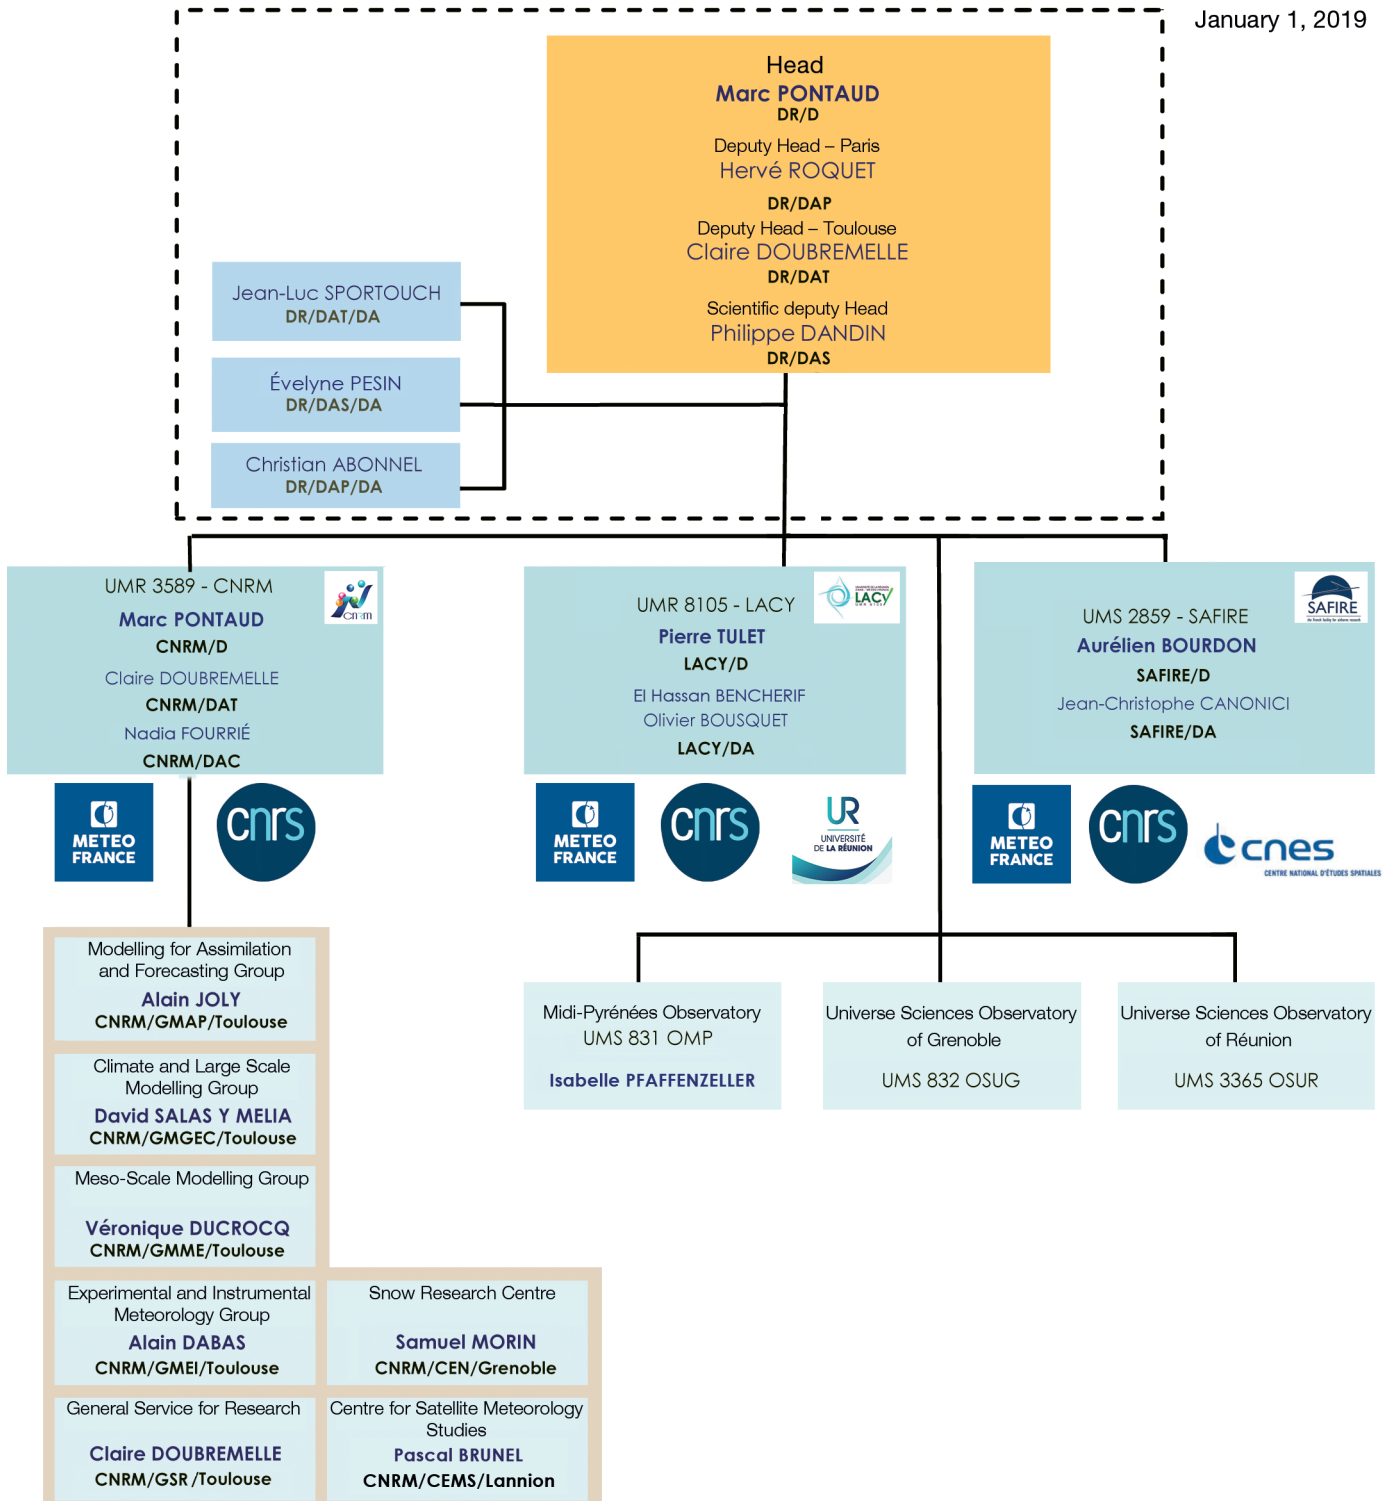 January 1, 2019
Head
Marc PONTAUD
DR/D
Deputy Head – Paris
Hervé ROQUET
DR/DAP
Deputy Head – Toulouse
Claire DOUBREMELLE
DR/DAT
Scientific deputy Head
Philippe DANDIN
DR/DAS
Jean-Luc SPORTOUCH
DR/DAT/DA
Évelyne PESIN
DR/DAS/DA
Christian ABONNEL
DR/DAP/DA
UMR 3589 - CNRM
cnrm
Marc PONTAUD
CNRM/D
Claire DOUBREMELLE
CNRM/DAT
Nadia FOURRIÉ
CNRM/DAC
METEO
FRANCE
cnrs
UMR 8105 - LACY
LACY
UMR 8105
Pierre TULET
LACY/D
El Hassan BENCHERIF
Olivier BOUSQUET
LACY/DA
METEO
FRANCE
cnrs
UR
UNIVERSITÉ
DE LA RÉUNION
UMS 2859 - SAFIRE
SAFIRE
the french facility for airborne research
Aurélien BOURDON
SAFIRE/D
Jean-Christophe CANONICI
SAFIRE/DA
METEO
FRANCE
cnrs
cnes
CENTRE NATIONAL D'ÉTUDES SPATIALES
Modelling for Assimilation
and Forecasting Group
Alain JOLY
CNRM/GMAP/Toulouse
Climate and Large Scale
Modelling Group
David SALAS Y MELIA
CNRM/GMGEC/Toulouse
Meso-Scale Modelling Group
Véronique DUCROCQ
CNRM/GMME/Toulouse
Experimental and Instrumental
Meteorology Group
Alain DABAS
CNRM/GMEI/Toulouse
General Service for Research
Claire DOUBREMELLE
CNRM/GSR /Toulouse
Snow Research Centre
Samuel MORIN
CNRM/CEN/Grenoble
Centre for Satellite Meteorology
Studies
Pascal BRUNEL
CNRM/CEMS/Lannion
Midi-Pyrénées Observatory
UMS 831 OMP
Isabelle PFAFFENZELLER
Universe Sciences Observatory
of Grenoble
UMS 832 OSUG
Universe Sciences Observatory
of Réunion
UMS 3365 OSUR